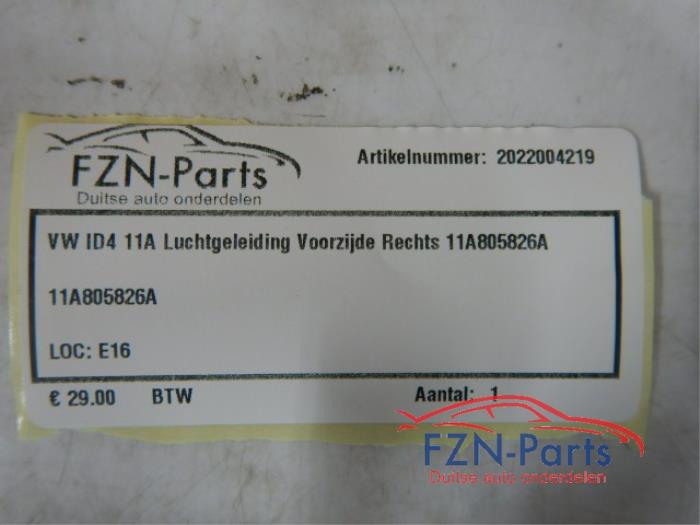 FZN-Parts
Duitse auto onderdelen
Artikelnummer: 2022004219
VW ID4 11A Luchtgeleiding Voorzijde Rechts 11A805826A
11A805826A
LOC: E16
€ 29.00 BTW Aantal: 1
FZN-Parts
Duitse auto onderdelen